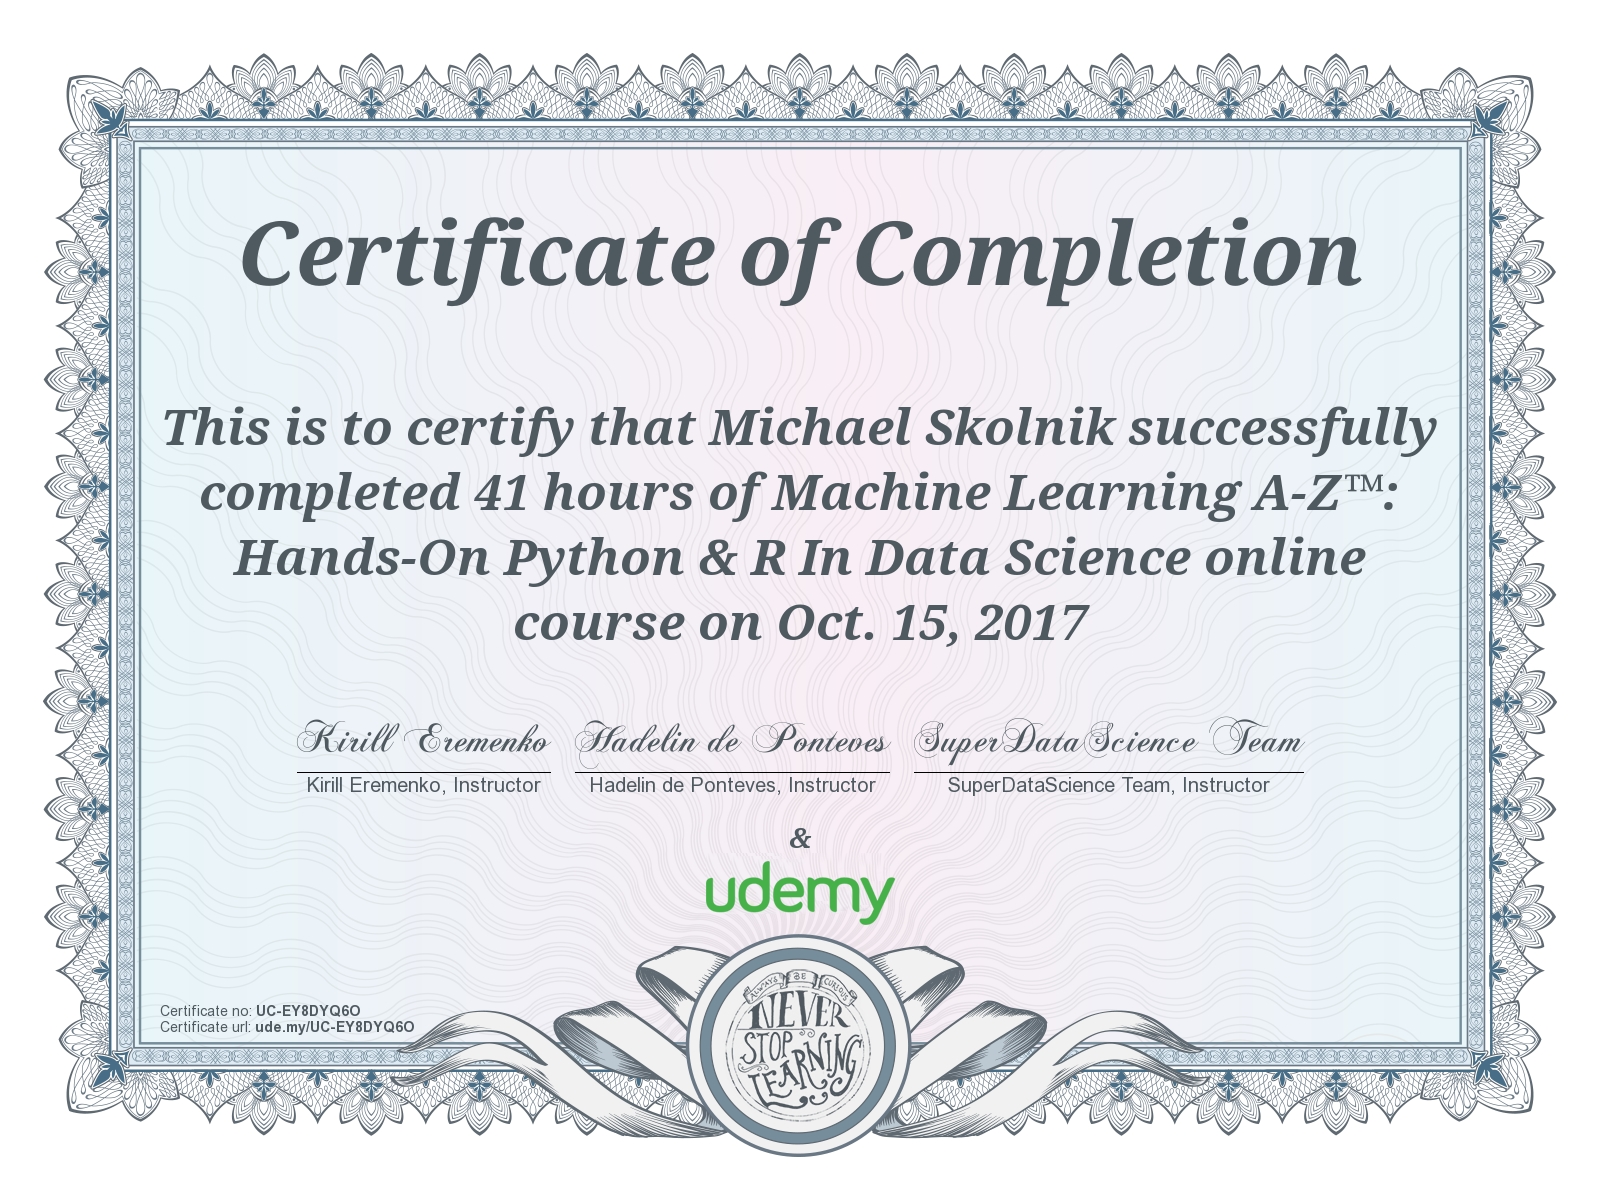 Certificate of Completion
This is to certify that Michael Skolnik successfully
completed 41 hours of Machine Learning A-Z™:
Hands-On Python & R In Data Science online
course on Oct. 15, 2017
Kirill Eremenko Hadelin de Ponteves SuperDataScience Team
Kirill Eremenko, Instructor Hadelin de Ponteves, Instructor SuperDataScience Team, Instructor
&
udemy
Certificate no: UC-EY8DYQ6O
Certificate url: ude.my/UC-EY8DYQ6O
ALWAYS BE CURIOUS
NEVER
STOP
LEARNING